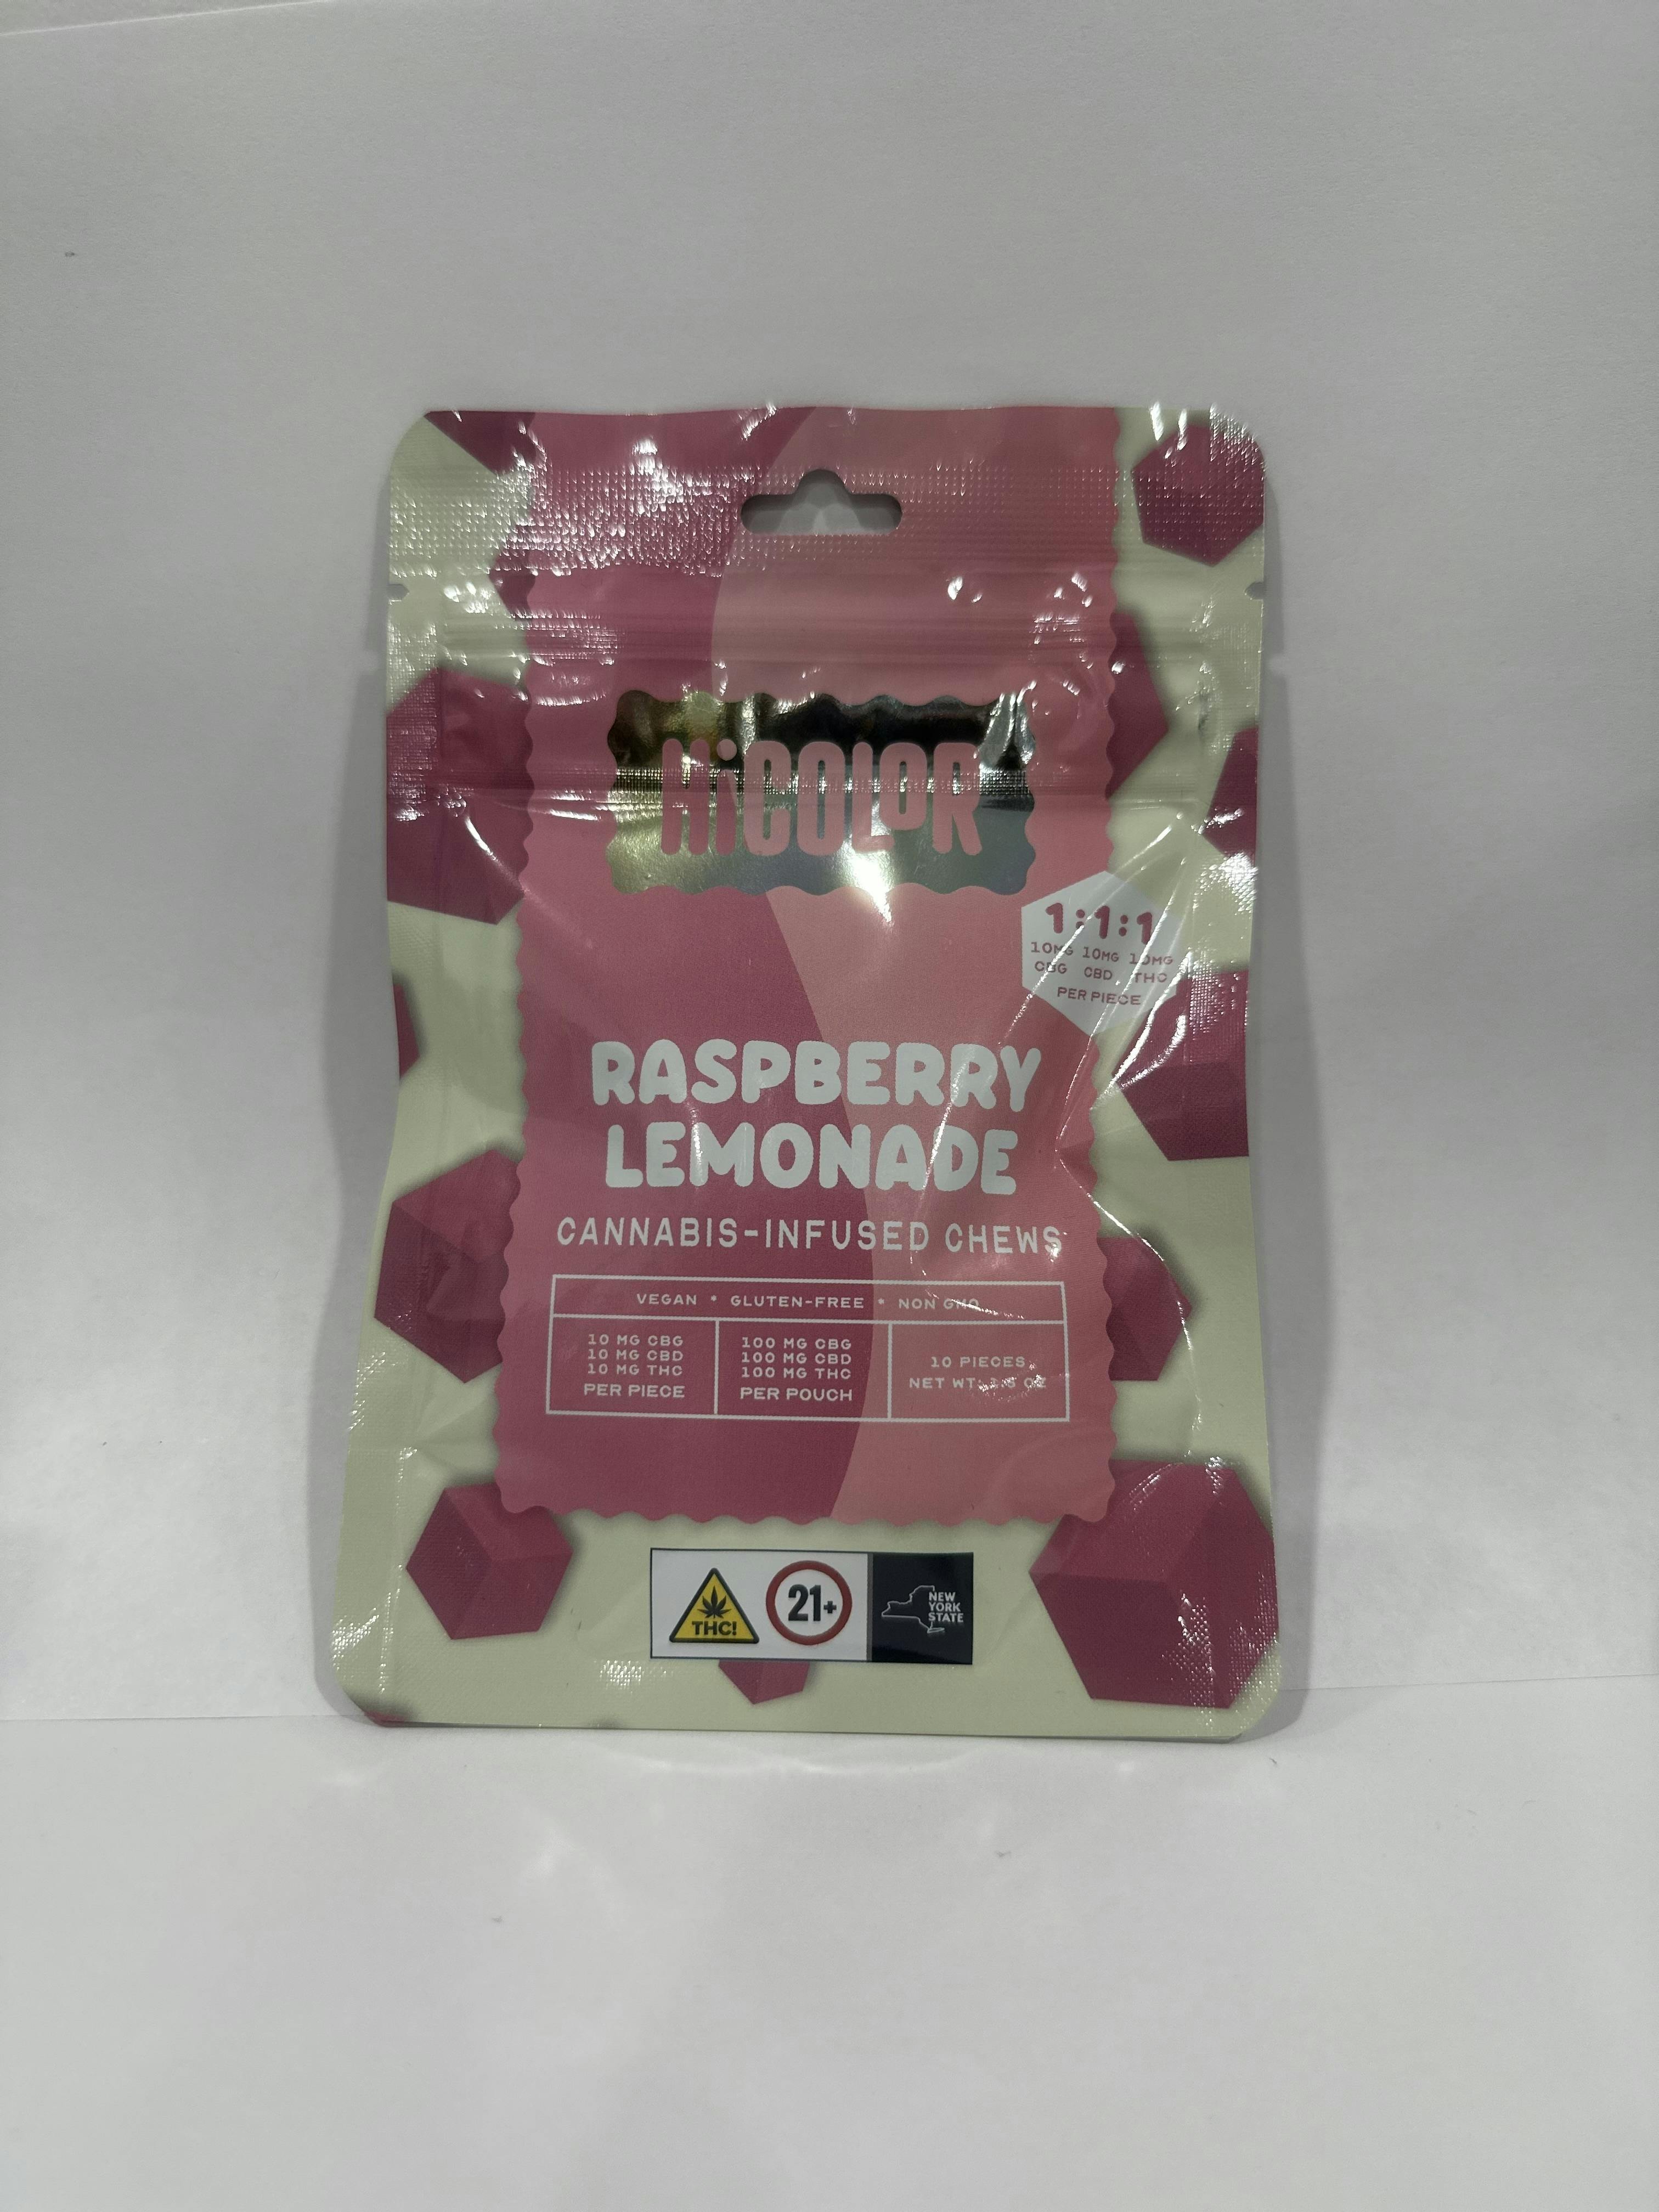 HiCOLOR
1:1:1
10MG 10MG 10MG
CBG CBD THC
PER PIECE
RASPBERRY
LEMONADE
CANNABIS-INFUSED CHEWS
VEGAN * GLUTEN-FREE * NON GMO
10 MG CBG
10 MG CBD
10 MG THC
PER PIECE
100 MG CBG
100 MG CBD
100 MG THC
PER POUCH
10 PIECES
NET WT: OZ
THC!
21+
NEW
YORK
STATE